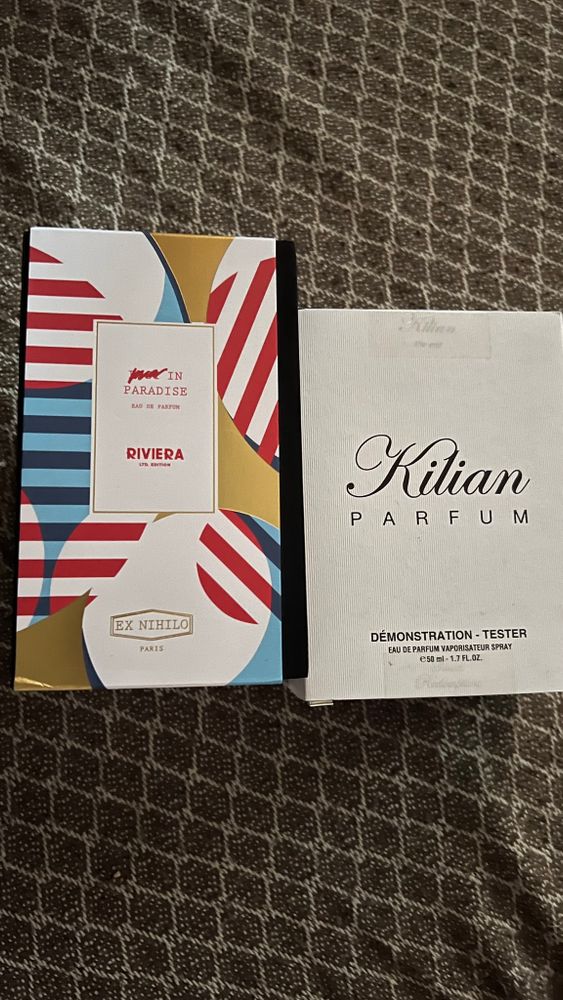 IN
PARADISE
EAU DE PARFUM
RIVIERA
LTD. EDITION
EX NIHILO
PARIS
Kilian
Kilian
PARFUM
DÉMONSTRATION - TESTER
EAU DE PARFUM VAPORISATEUR SPRAY
℮50 ml - 1.7 FL.OZ.